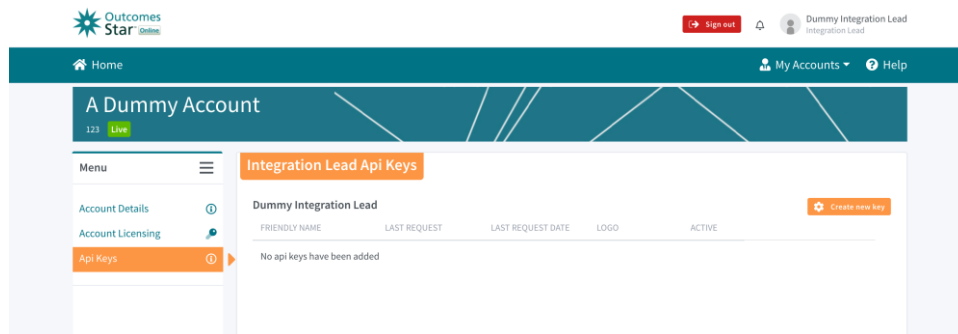 Outcomes
Star™ Online
Sign out
Dummy Integration Lead
Integration Lead
Home
My Accounts
Help
A Dummy Account
123 Live
Menu
Account Details
Account Licensing
Api Keys
Integration Lead Api Keys
Dummy Integration Lead
Create new key
FRIENDLY NAME LAST REQUEST LAST REQUEST DATE LOGO ACTIVE
No api keys have been added